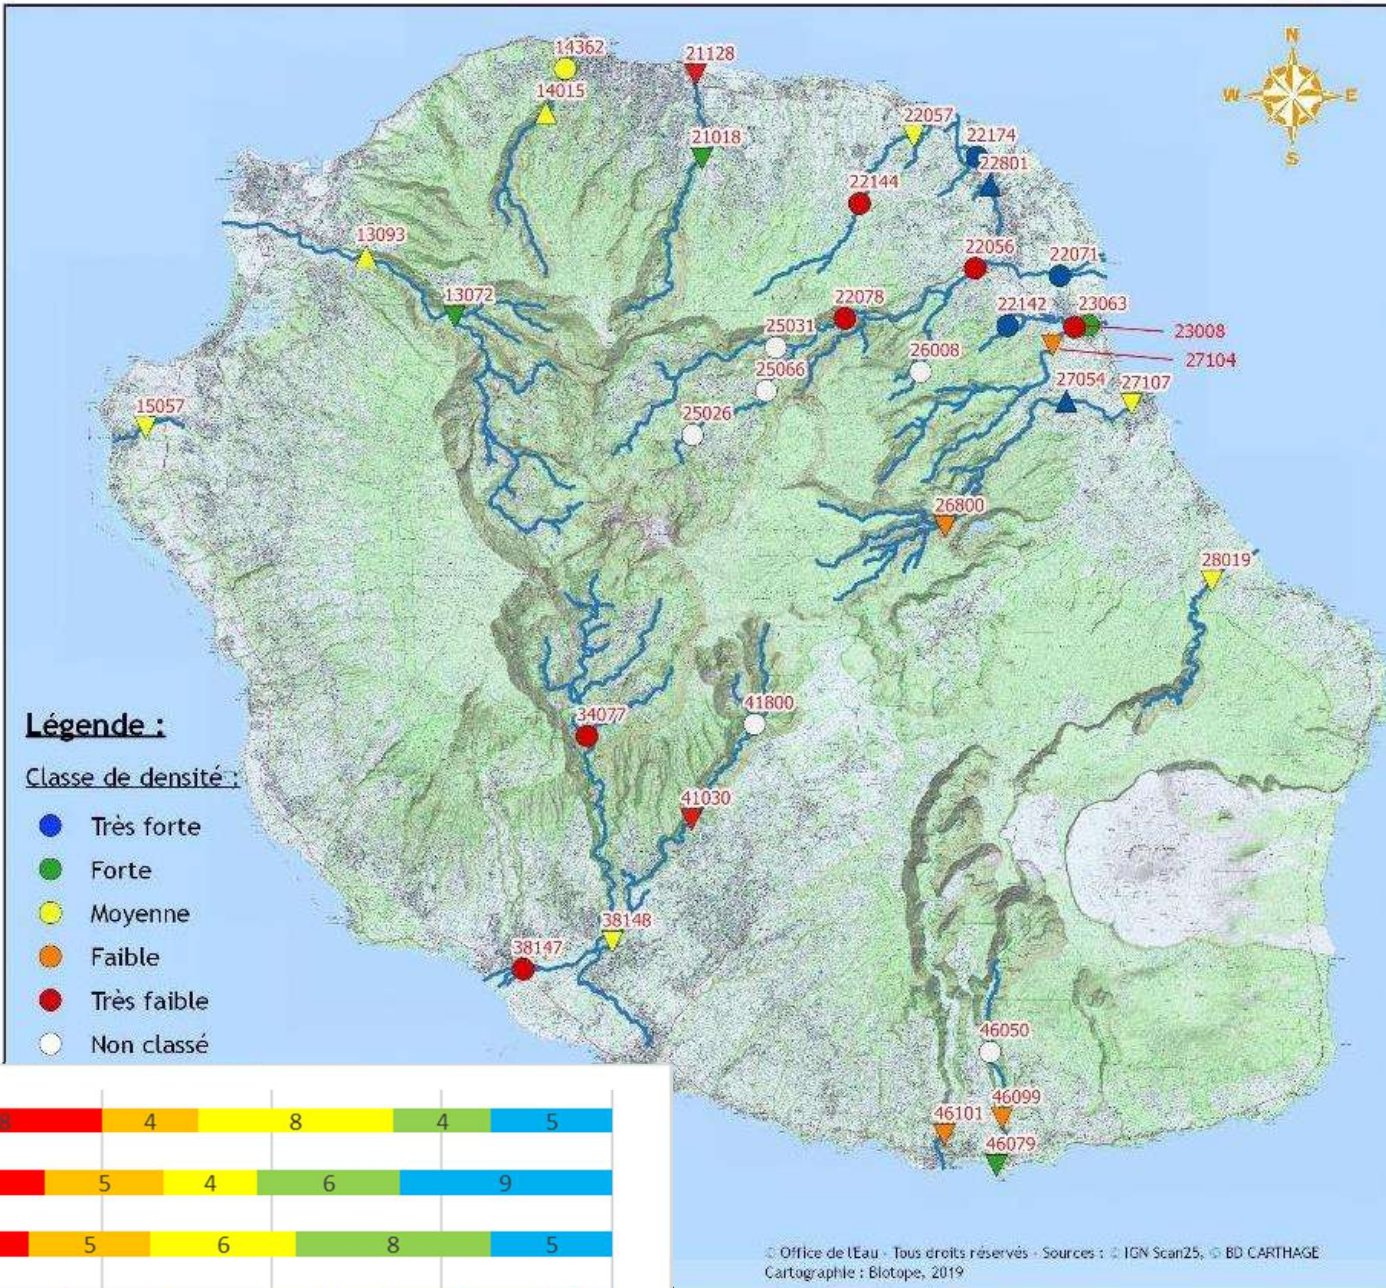 N
W E
S
14362
21128
14015
22057
21018
22174
22801
22144
13093
22056
22071
13072
22078
22142
23063
25031
23008
26008
27104
25066
27054
27107
25026
15057
26800
28019
34077
41800
41030
38148
38147
46050
46099
46101
46079
Légende :
Classe de densité :
Très forte
Forte
Moyenne
Faible
Très faible
Non classé
8 4 8 4 5
5 4 6 9
5 6 8 5
© Office de l'Eau - Tous droits réservés - Sources : © IGN Scan25, © BD CARTHAGE
Cartographie : Biotope, 2019